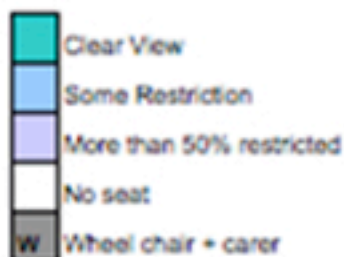 Clear View
Some Restriction
More than 50% restricted
No seat
W Wheel chair + carer